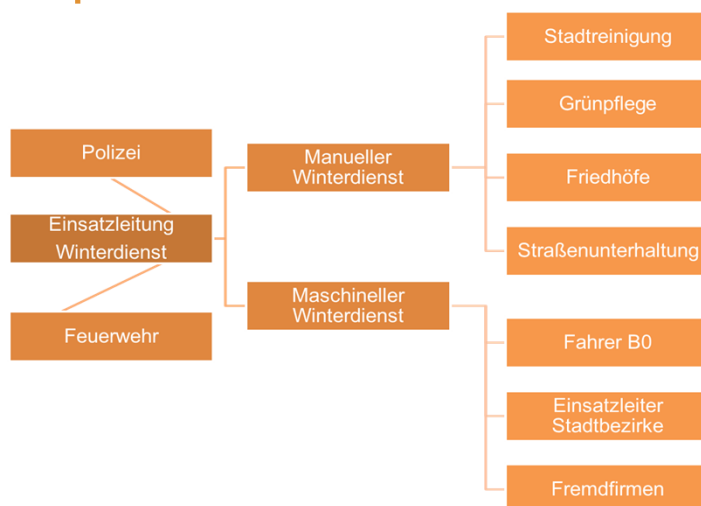 Polizei
Einsatzleitung
Winterdienst
Feuerwehr
Manueller
Winterdienst
Maschineller
Winterdienst
Stadtreinigung
Grünpflege
Friedhöfe
Straßenunterhaltung
Fahrer B0
Einsatzleiter
Stadtbezirke
Fremdfirmen